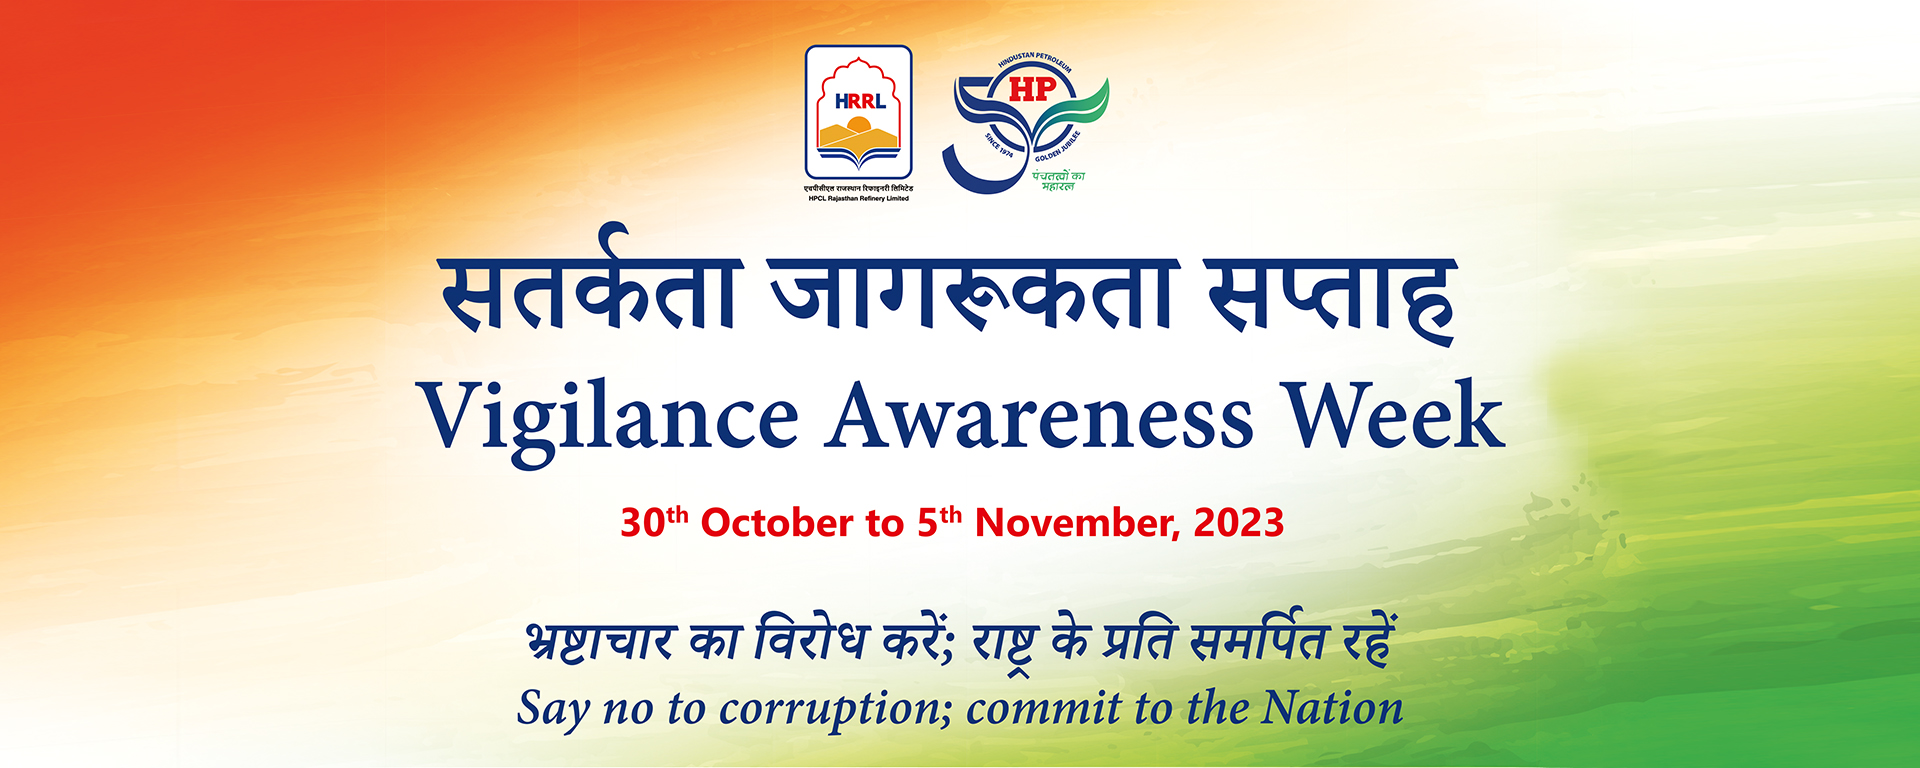 HRRL
एचपीसीएल राजस्थान रिफाइनरी लिमिटेड
HPCL Rajasthan Refinery Limited
HINDUSTAN PETROLEUM
HP
SINCE 1974
GOLDEN JUBILEE
पंचतत्वों का
महारत्न
सतर्कता जागरूकता सप्ताह
Vigilance Awareness Week
30th October to 5th November, 2023
भ्रष्टाचार का विरोध करें; राष्ट्र के प्रति समर्पित रहें
Say no to corruption; commit to the Nation